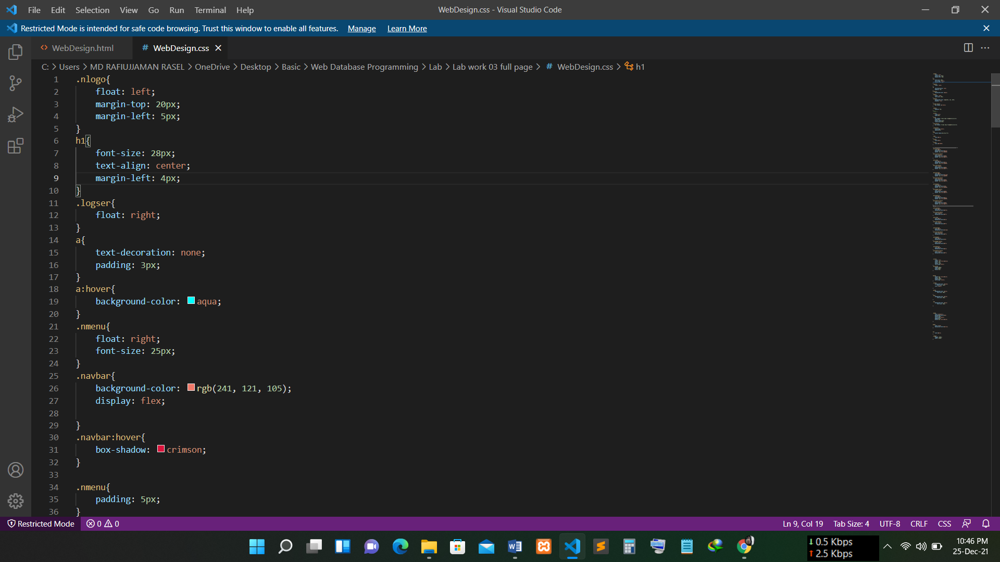 File Edit Selection View Go Run Terminal Help WebDesign.css - Visual Studio Code
Restricted Mode is intended for safe code browsing. Trust this window to enable all features. Manage Learn More
WebDesign.html # WebDesign.css
C: > Users > MD RAFIUJJAMAN RASEL > OneDrive > Desktop > Basic > Web Database Programming > Lab > Lab work 03 full page > # WebDesign.css > h1
1 .nlogo{
2 float: left;
3 margin-top: 20px;
4 margin-left: 5px;
5 }
6 h1{
7 font-size: 28px;
8 text-align: center;
9 margin-left: 4px;
10 }
11 .logser{
12 float: right;
13 }
14 a{
15 text-decoration: none;
16 padding: 3px;
17 }
18 a:hover{
19 background-color: aqua;
20 }
21 .nmenu{
22 float: right;
23 font-size: 25px;
24 }
25 .navbar{
26 background-color: rgb(241, 121, 105);
27 display: flex;
28
29 }
30 .navbar:hover{
31 box-shadow: crimson;
32 }
33
34 .nmenu{
35 padding: 5px;
36 }
Restricted Mode 0 0 Ln 9, Col 19 Tab Size: 4 UTF-8 CRLF CSS
↓ 0.5 Kbps
↑ 2.5 Kbps
10:46 PM
25-Dec-21